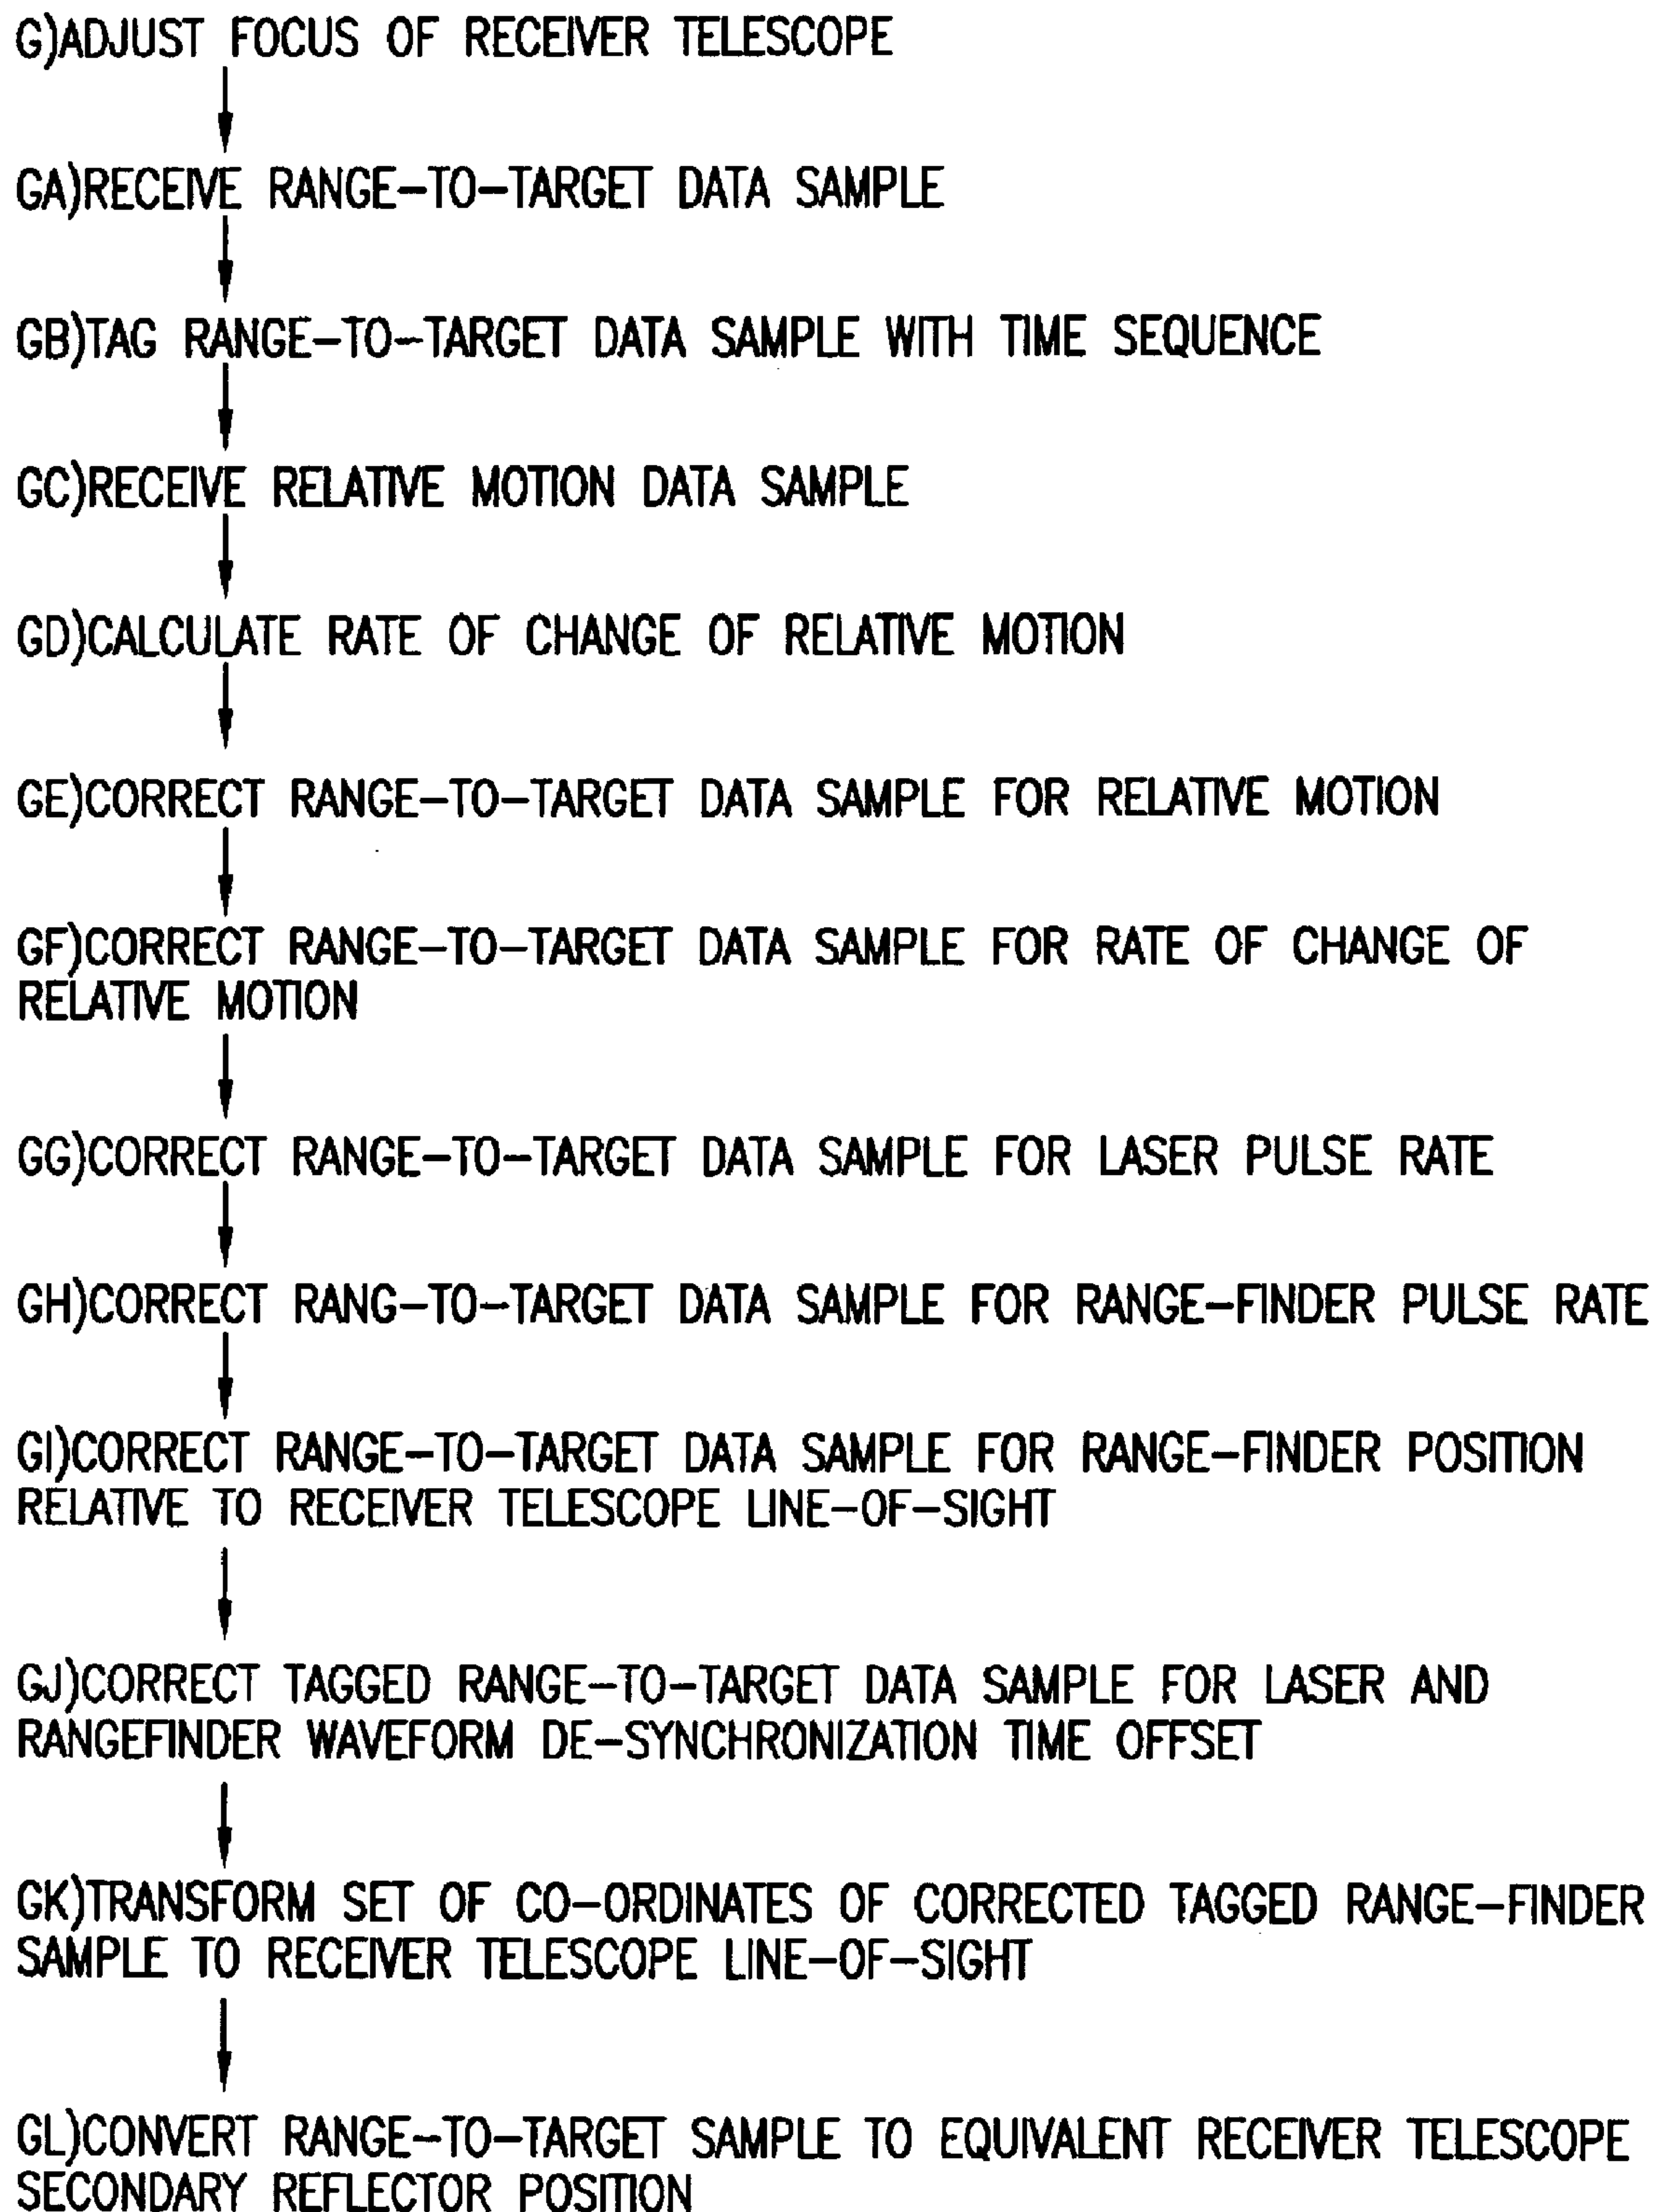 G)ADJUST FOCUS OF RECEIVER TELESCOPE
GA)RECEIVE RANGE-TO-TARGET DATA SAMPLE
GB)TAG RANGE-TO-TARGET DATA SAMPLE WITH TIME SEQUENCE
GC)RECEIVE RELATIVE MOTION DATA SAMPLE
GD)CALCULATE RATE OF CHANGE OF RELATIVE MOTION
GE)CORRECT RANGE-TO-TARGET DATA SAMPLE FOR RELATIVE MOTION
GF)CORRECT RANGE-TO-TARGET DATA SAMPLE FOR RATE OF CHANGE OF
RELATIVE MOTION
GG)CORRECT RANGE-TO-TARGET DATA SAMPLE FOR LASER PULSE RATE
GH)CORRECT RANG-TO-TARGET DATA SAMPLE FOR RANGE-FINDER PULSE RATE
GI)CORRECT RANGE-TO-TARGET DATA SAMPLE FOR RANGE-FINDER POSITION
RELATIVE TO RECEIVER TELESCOPE LINE-OF-SIGHT
GJ)CORRECT TAGGED RANGE-TO-TARGET DATA SAMPLE FOR LASER AND
RANGEFINDER WAVEFORM DE-SYNCHRONIZATION TIME OFFSET
GK)TRANSFORM SET OF CO-ORDINATES OF CORRECTED TAGGED RANGE-FINDER
SAMPLE TO RECEIVER TELESCOPE LINE-OF-SIGHT
GL)CONVERT RANGE-TO-TARGET SAMPLE TO EQUIVALENT RECEIVER TELESCOPE
SECONDARY REFLECTOR POSITION